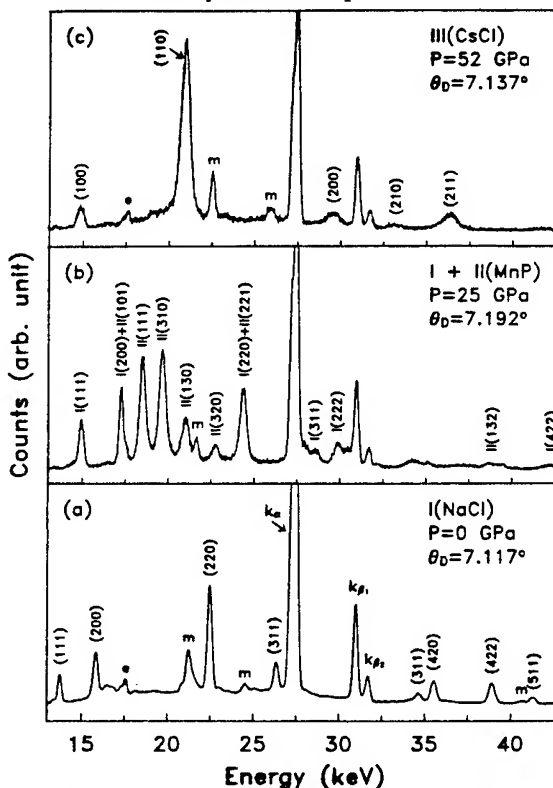 (c)
III(CsCl)
P=52 GPa
θD=7.137°
(110)
(100)
e
m
m
(200)
(210)
(211)
(b)
I + II(MnP)
P=25 GPa
θD=7.192°
I(111)
I(200)+II(101)
II(111)
II(310)
II(130)
m
II(320)
I(220)+II(221)
I(311)
I(222)
II(132)
I(422)
(a)
I(NaCl)
P=0 GPa
θD=7.117°
kα
(111)
(200)
e
m
(220)
m
(311)
kβ1
kβ2
(311)
(420)
(422)
m
(511)
15 20 25 30 35 40
Energy (keV)
Counts (arb. unit)